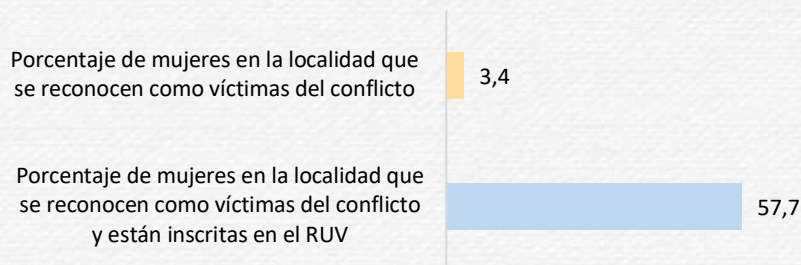 Porcentaje de mujeres en la localidad que
se reconocen como víctimas del conflicto
3,4
Porcentaje de mujeres en la localidad que
se reconocen como víctimas del conflicto
y están inscritas en el RUV
57,7